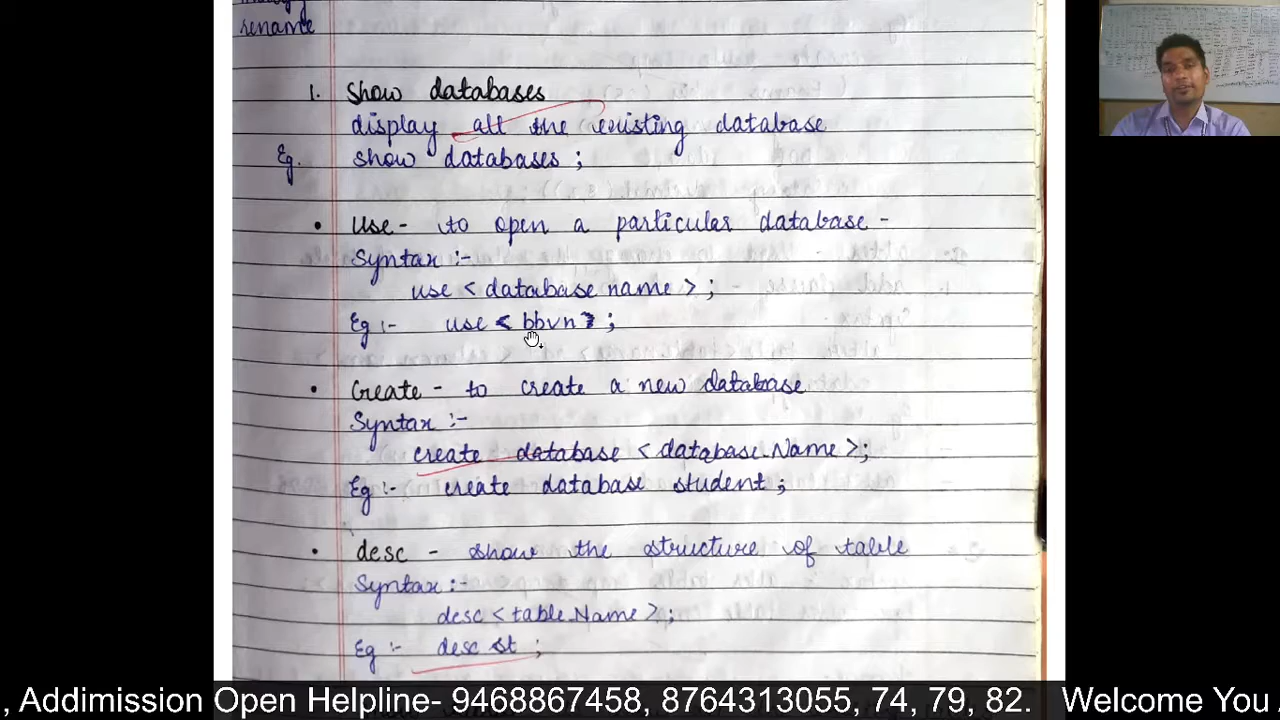 rename
1. Show databases
display all the existing database
Eg. show databases ;
• Use - to open a particular database -
Syntax :-
use < database name > ;
Eg :- use < bbvn > ;
• Create - to create a new database
Syntax :-
create database < database.Name > ;
Eg :- create database student ;
• desc - show the structure of table
Syntax :-
desc < table.Name > ;
Eg :- desc st ;
, Addimission Open Helpline- 9468867458, 8764313055, 74, 79, 82. Welcome You